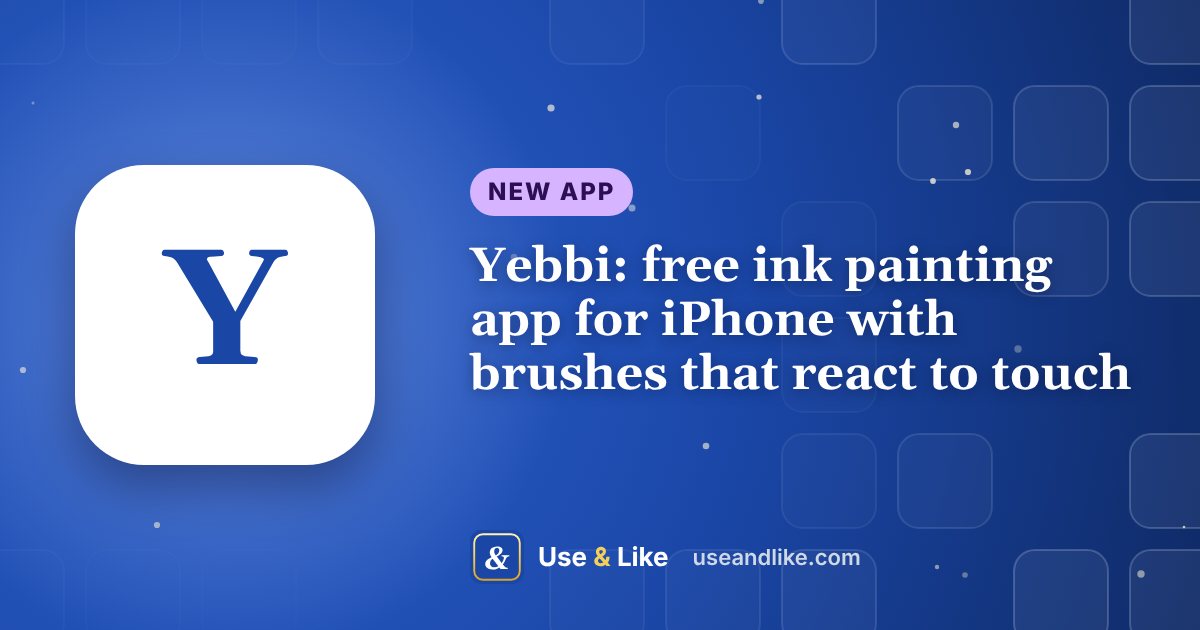 Y
NEW APP
Yebbi: free ink painting
app for iPhone with
brushes that react to touch
& Use & Like useandlike.com